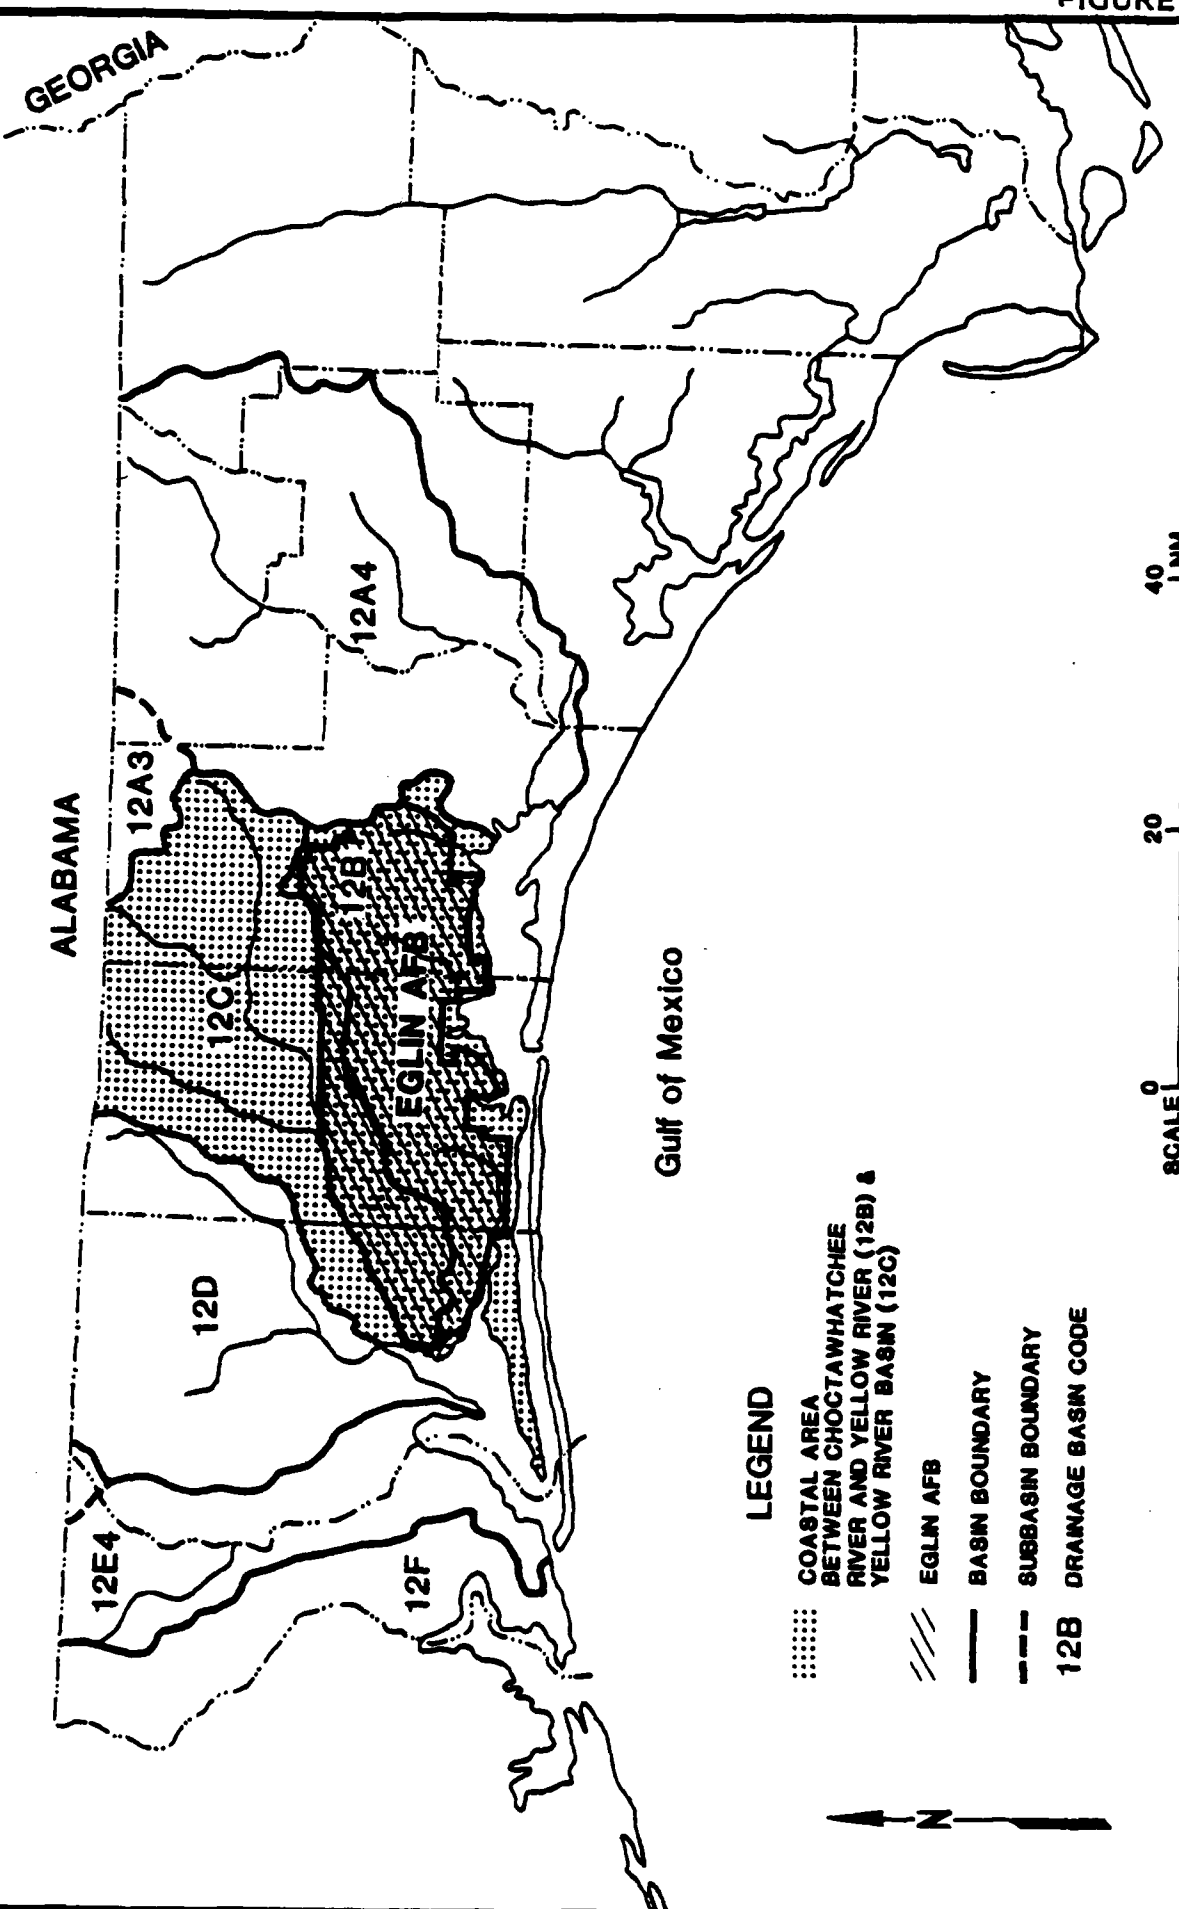 FIGURE
GEORGIA
ALABAMA
12A3
12A4
12B
12C
EGLIN AFB
12D
12E4
12F
Gulf of Mexico
LEGEND
COASTAL AREA
BETWEEN CHOCTAWHATCHEE
RIVER AND YELLOW RIVER (12B) &
YELLOW RIVER BASIN (12C)
EGLIN AFB
BASIN BOUNDARY
SUBBASIN BOUNDARY
12B DRAINAGE BASIN CODE
N
SCALE 0 20 40 NM